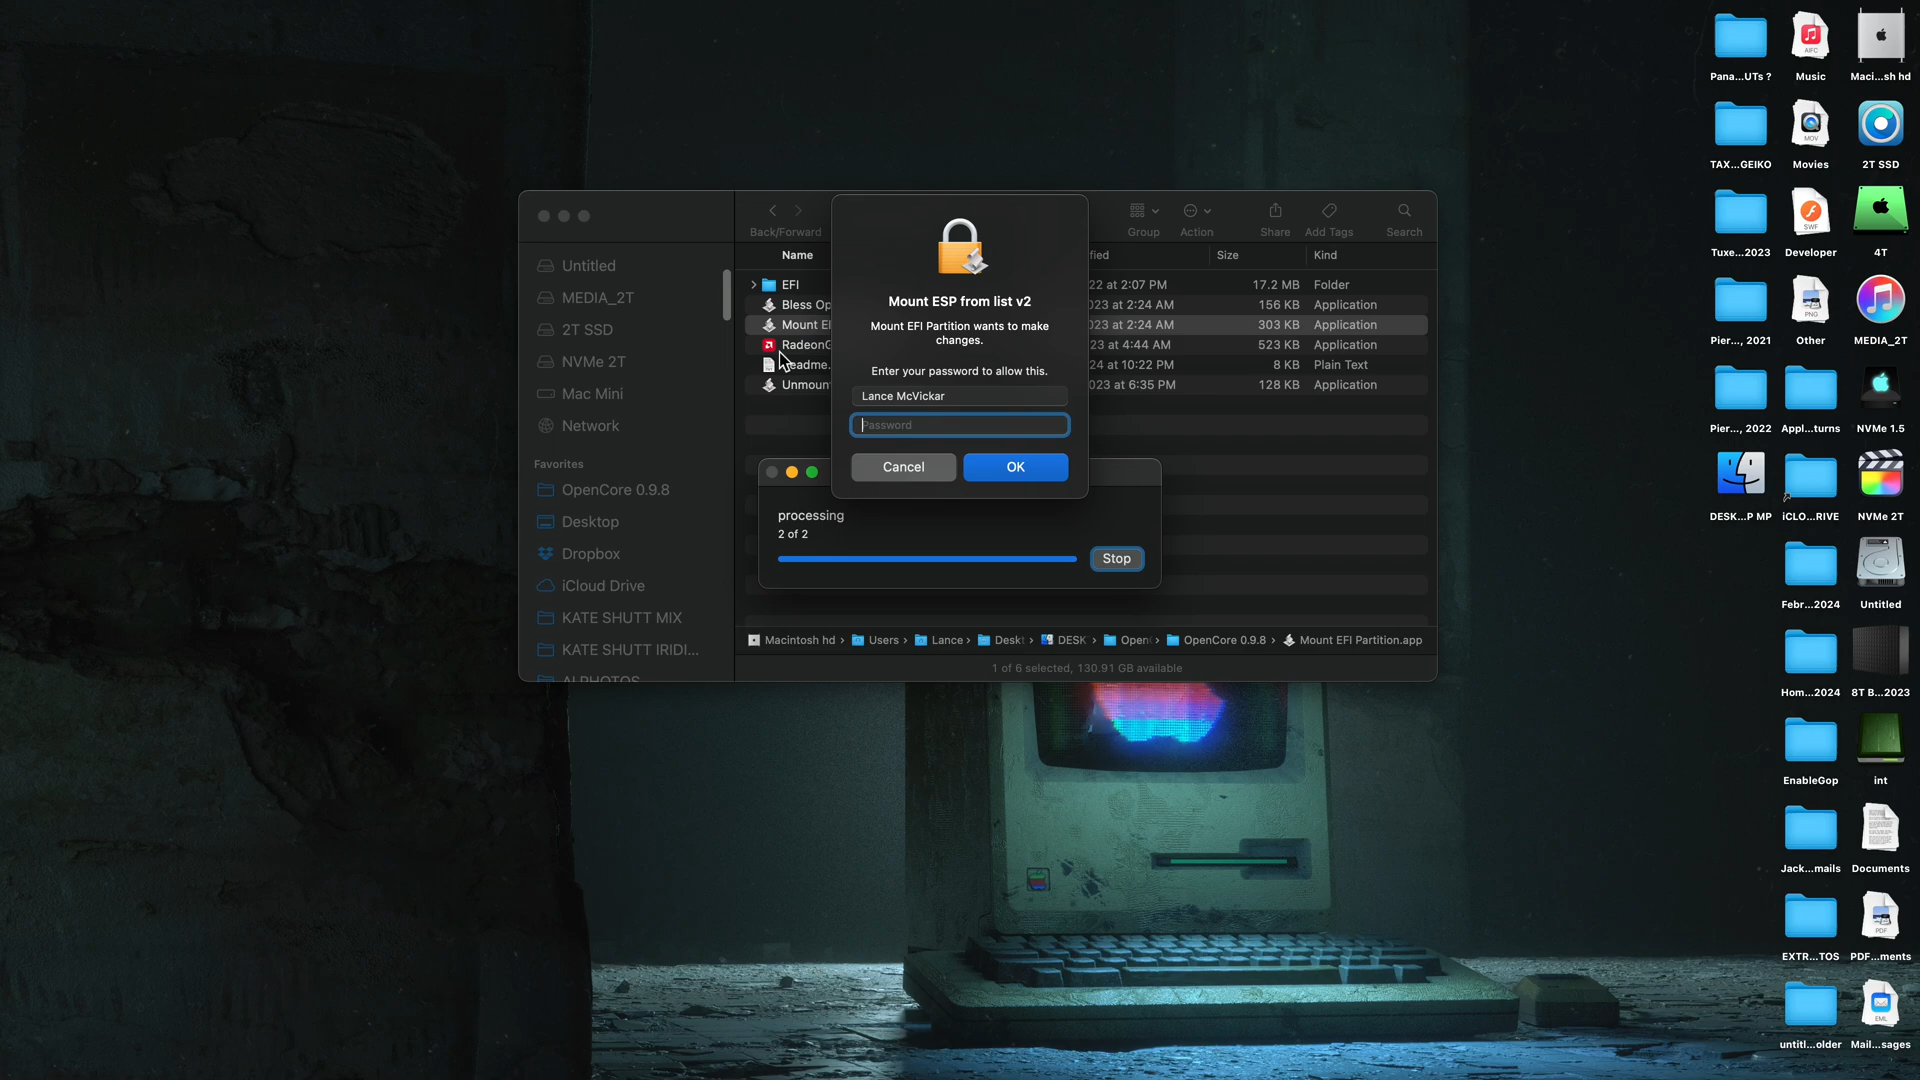 Back/Forward
Group
Action
Share
Add Tags
Search
Untitled
MEDIA_2T
2T SSD
NVMe 2T
Mac Mini
Network
Favorites
OpenCore 0.9.8
Desktop
Dropbox
iCloud Drive
KATE SHUTT MIX
KATE SHUTT IRIDI...
Name
fied
Size
Kind
EFI
22 at 2:07 PM
17.2 MB
Folder
Bless Op
023 at 2:24 AM
156 KB
Application
Mount E
023 at 2:24 AM
303 KB
Application
Radeon
23 at 4:44 AM
523 KB
Application
eadme.
24 at 10:22 PM
8 KB
Plain Text
Unmoun
023 at 6:35 PM
128 KB
Application
Mount ESP from list v2
Mount EFI Partition wants to make
changes.
Enter your password to allow this.
Lance McVickar
Password
Cancel
OK
processing
2 of 2
Stop
Macintosh hd › Users › Lance › Deskt › DESK › Open › OpenCore 0.9.8 › Mount EFI Partition.app
1 of 6 selected, 130.91 GB available
Pana...UTs ?
Music
AIFC
Maci...sh hd
TAX...GEIKO
Movies
MOV
2T SSD
Tuxe...2023
Developer
SWF
4T
Pier..., 2021
Other
PNG
MEDIA_2T
Pier..., 2022
Appl...turns
NVMe 1.5
DESK...P MP
iCLO...RIVE
NVMe 2T
Febr...2024
Untitled
Hom...2024
8T B...2023
EnableGop
int
Jack...mails
Documents
EXTR...TOS
PDF
PDF...ments
untitl...older
EML
Mail...sages